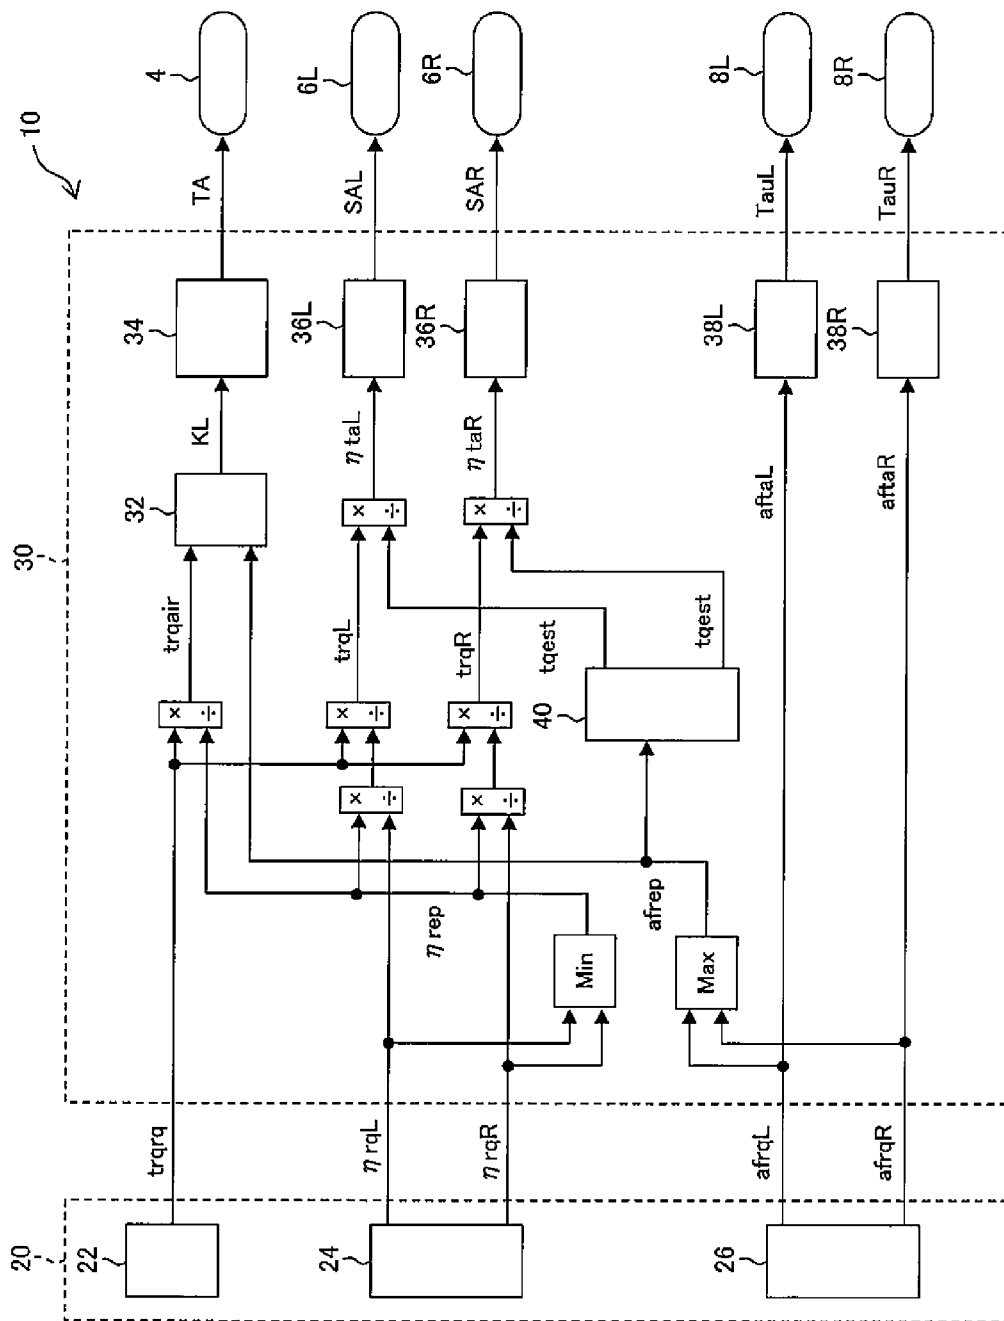 10
4
6L
6R
8L
8R
TA
SAL
SAR
TauL
TauR
30
34
36L
36R
38L
38R
KL
η taL
η taR
aftaL
aftaR
32
× ÷
× ÷
trqair
trqL
trqR
tqest
tqest
40
× ÷
× ÷
× ÷
× ÷
× ÷
η rep
afrep
Min
Max
trqrq
η rqL
η rqR
afrqL
afrqR
20
22
24
26